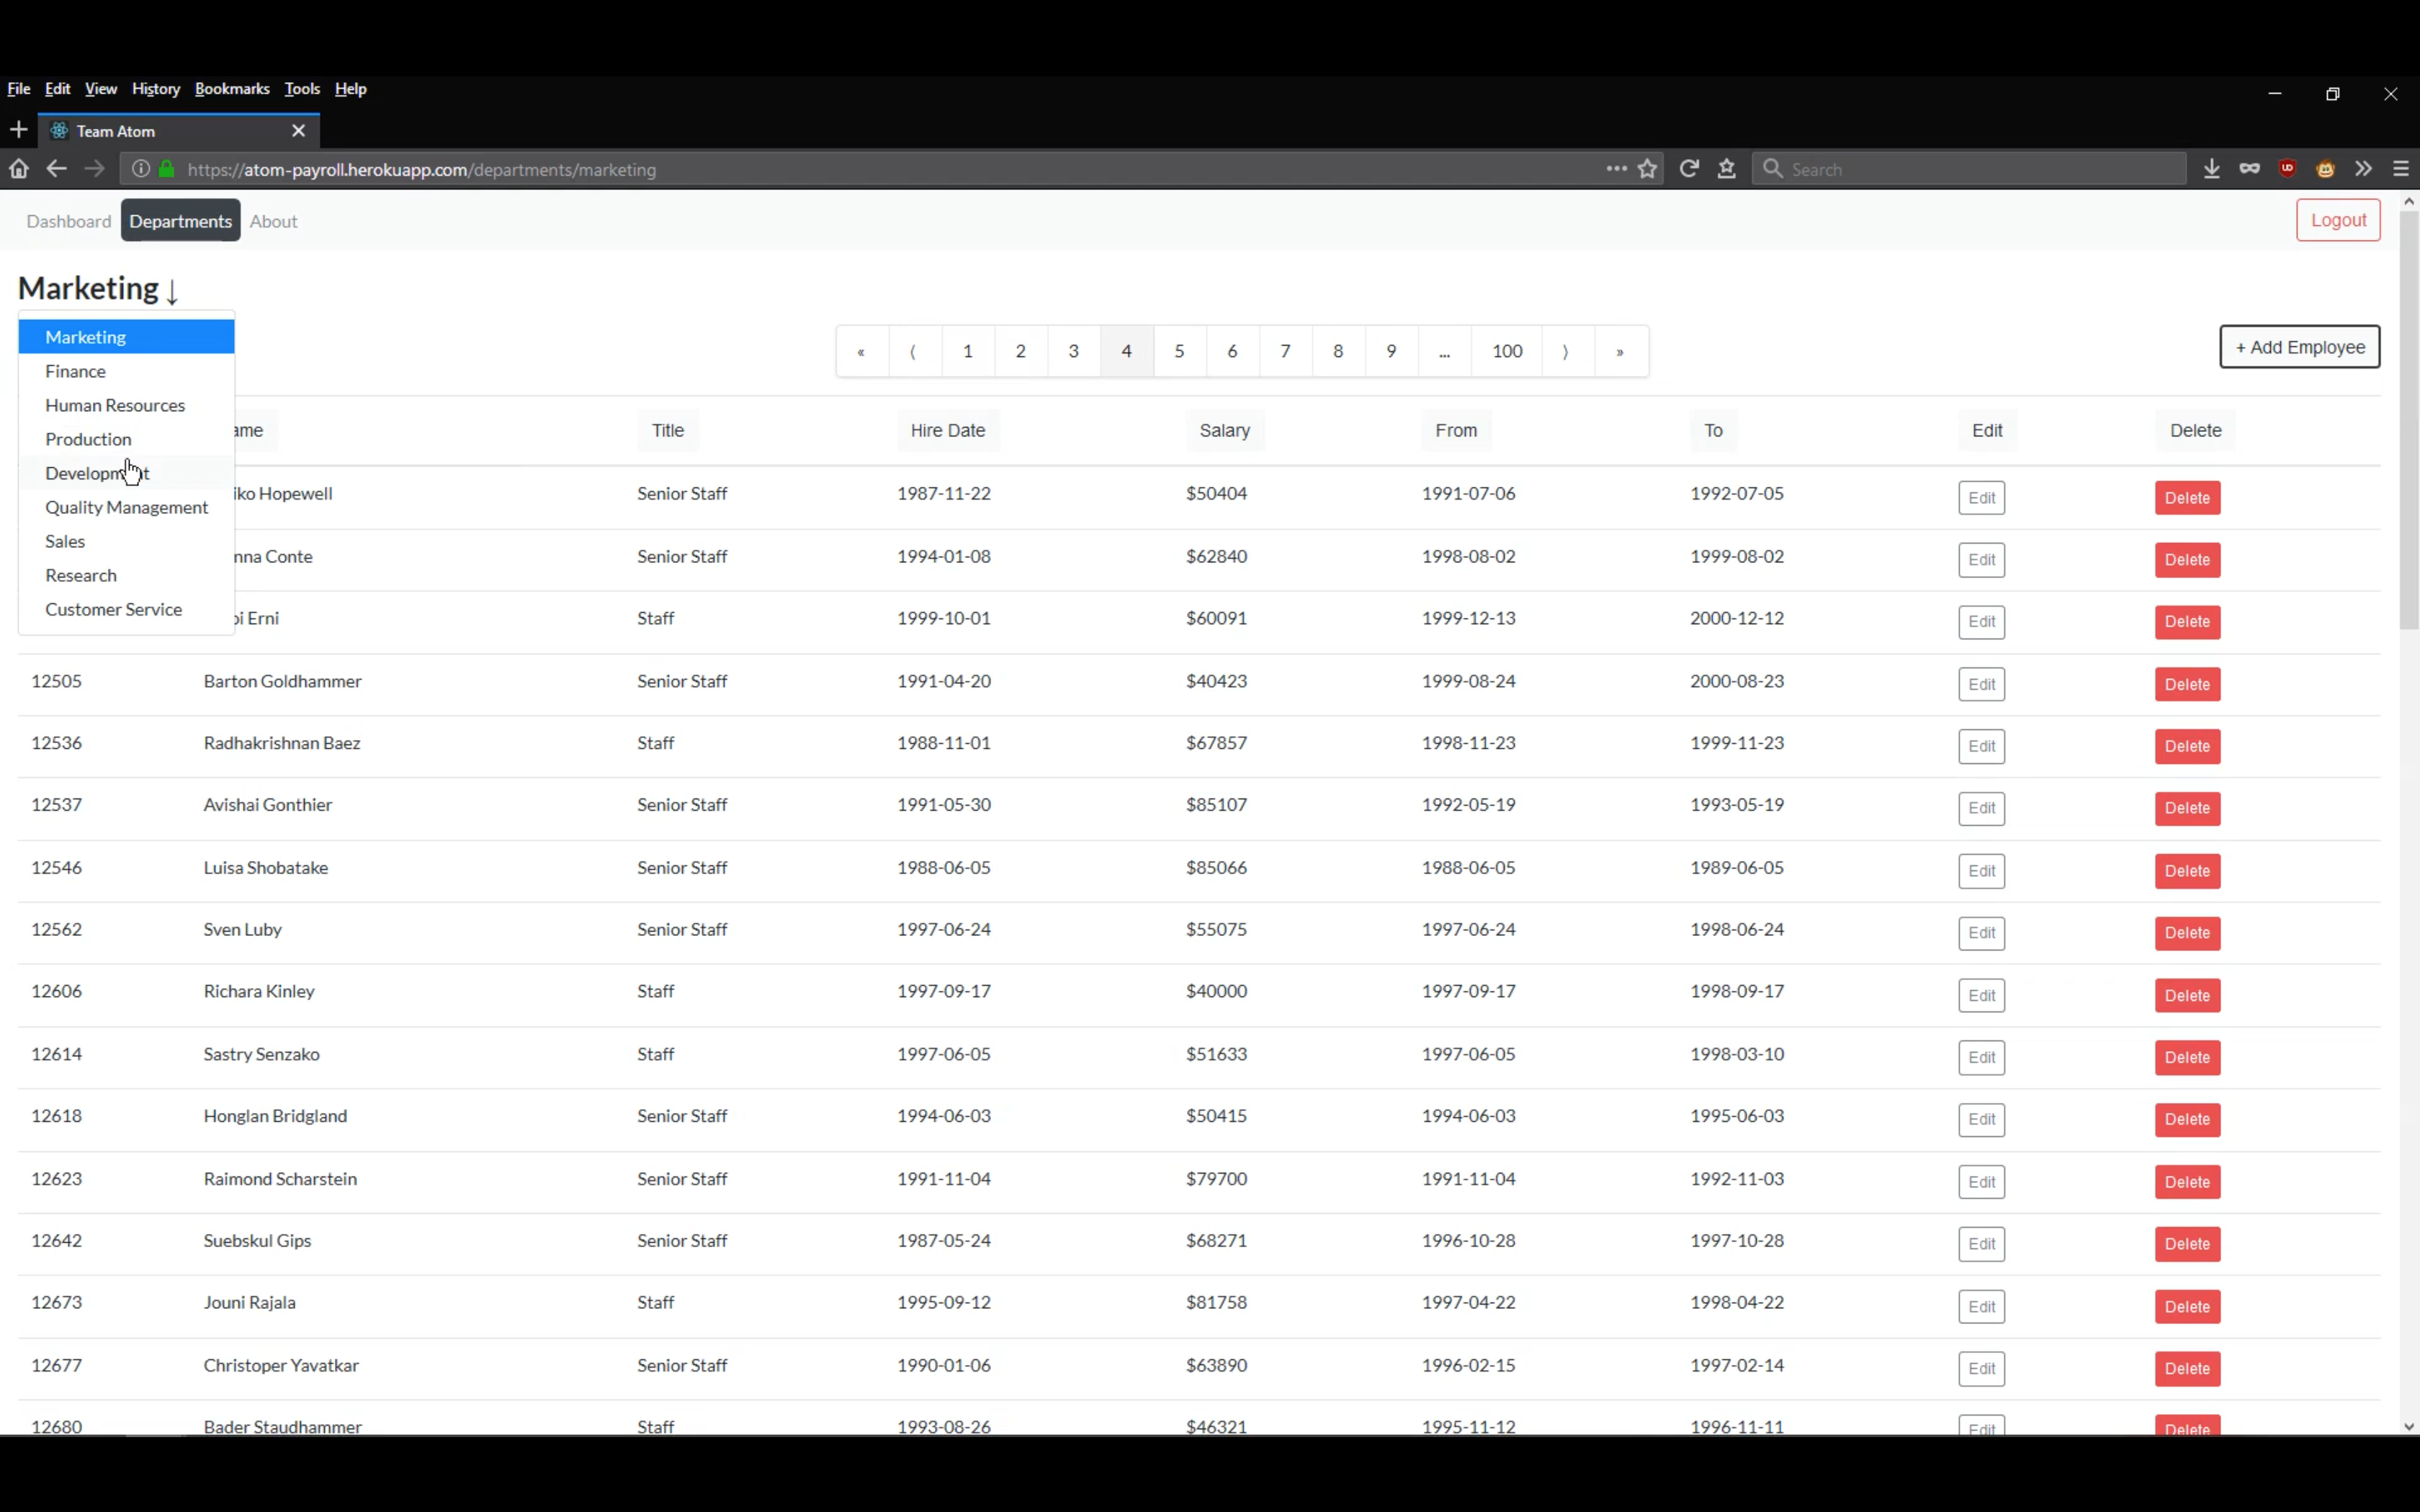 File Edit View History Bookmarks Tools Help
Team Atom
https://atom-payroll.herokuapp.com/departments/marketing
Search
Dashboard Departments About Logout
Marketing ↓
Marketing
Finance
Human Resources
Production
Development
Quality Management
Sales
Research
Customer Service
« ⟨ 1 2 3 4 5 6 7 8 9 ... 100 ⟩ »
+ Add Employee
ame Title Hire Date Salary From To Edit Delete
iko Hopewell Senior Staff 1987-11-22 $50404 1991-07-06 1992-07-05 Edit Delete
nna Conte Senior Staff 1994-01-08 $62840 1998-08-02 1999-08-02 Edit Delete
bi Erni Staff 1999-10-01 $60091 1999-12-13 2000-12-12 Edit Delete
12505 Barton Goldhammer Senior Staff 1991-04-20 $40423 1999-08-24 2000-08-23 Edit Delete
12536 Radhakrishnan Baez Staff 1988-11-01 $67857 1998-11-23 1999-11-23 Edit Delete
12537 Avishai Gonthier Senior Staff 1991-05-30 $85107 1992-05-19 1993-05-19 Edit Delete
12546 Luisa Shobatake Senior Staff 1988-06-05 $85066 1988-06-05 1989-06-05 Edit Delete
12562 Sven Luby Senior Staff 1997-06-24 $55075 1997-06-24 1998-06-24 Edit Delete
12606 Richara Kinley Staff 1997-09-17 $40000 1997-09-17 1998-09-17 Edit Delete
12614 Sastry Senzako Staff 1997-06-05 $51633 1997-06-05 1998-03-10 Edit Delete
12618 Honglan Bridgland Senior Staff 1994-06-03 $50415 1994-06-03 1995-06-03 Edit Delete
12623 Raimond Scharstein Senior Staff 1991-11-04 $79700 1991-11-04 1992-11-03 Edit Delete
12642 Suebskul Gips Senior Staff 1987-05-24 $68271 1996-10-28 1997-10-28 Edit Delete
12673 Jouni Rajala Staff 1995-09-12 $81758 1997-04-22 1998-04-22 Edit Delete
12677 Christoper Yavatkar Senior Staff 1990-01-06 $63890 1996-02-15 1997-02-14 Edit Delete
12680 Bader Staudhammer Staff 1993-08-26 $46321 1995-11-12 1996-11-11 Edit Delete